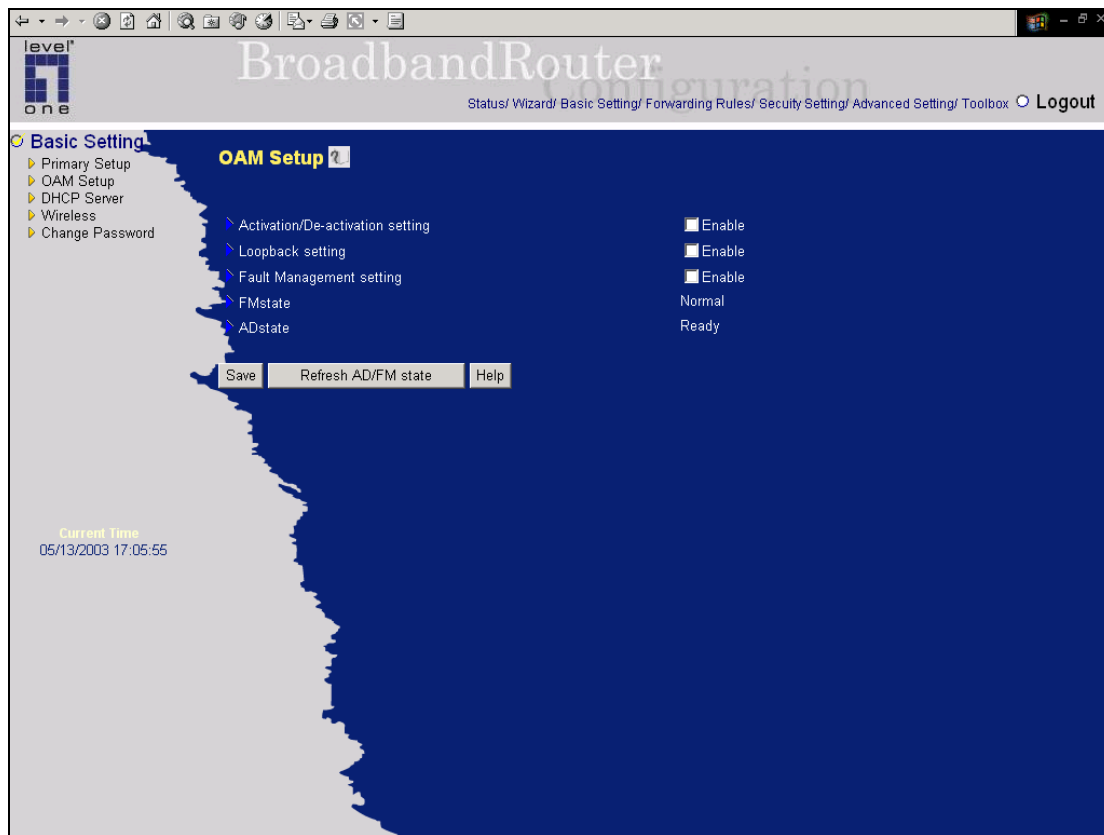 level
one
BroadbandRouter
Configuration
Status/ Wizard/ Basic Setting/ Forwarding Rules/ Secuity Setting/ Advanced Setting/ Toolbox Logout
Basic Setting
Primary Setup
OAM Setup
DHCP Server
Wireless
Change Password
Current Time
05/13/2003 17:05:55
OAM Setup
Activation/De-activation setting Enable
Loopback setting Enable
Fault Management setting Enable
FMstate Normal
ADstate Ready
Save Refresh AD/FM state Help